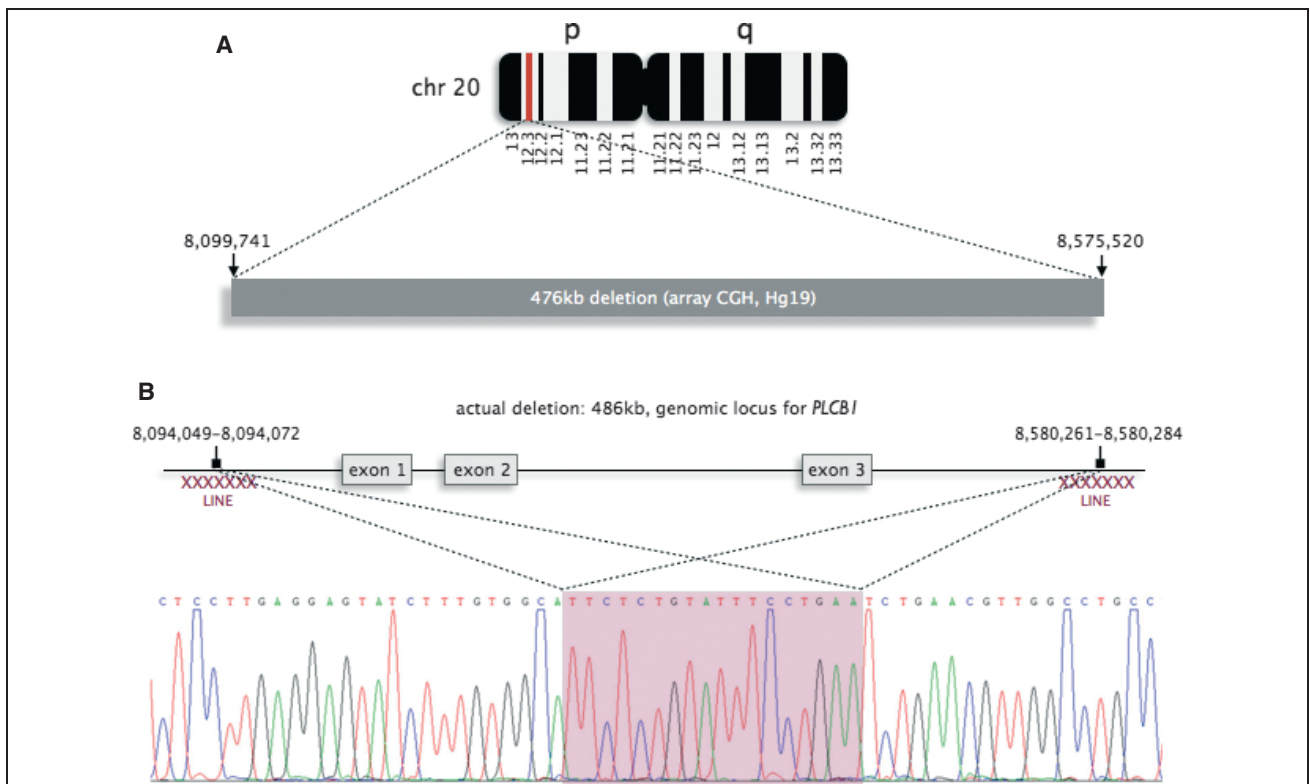 A
p q
chr 20
13 12.3 12.2 12.1 11.23 11.22 11.21 11.21 11.22 11.23 12 13.12 13.13 13.2 13.32 13.33
8,099,741 8,575,520
476kb deletion (array CGH, Hg19)
B
actual deletion: 486kb, genomic locus for PLCB1
8,094,049–8,094,072 8,580,261–8,580,284
exon 1 exon 2 exon 3
XXXXXXX XXXXXXX
LINE LINE
C T C C T T G A G G A G T A T C T T T G T G G C A T T C T C T G T A T T T C C T G A A T C T G A A C G T T G G C C T G C C